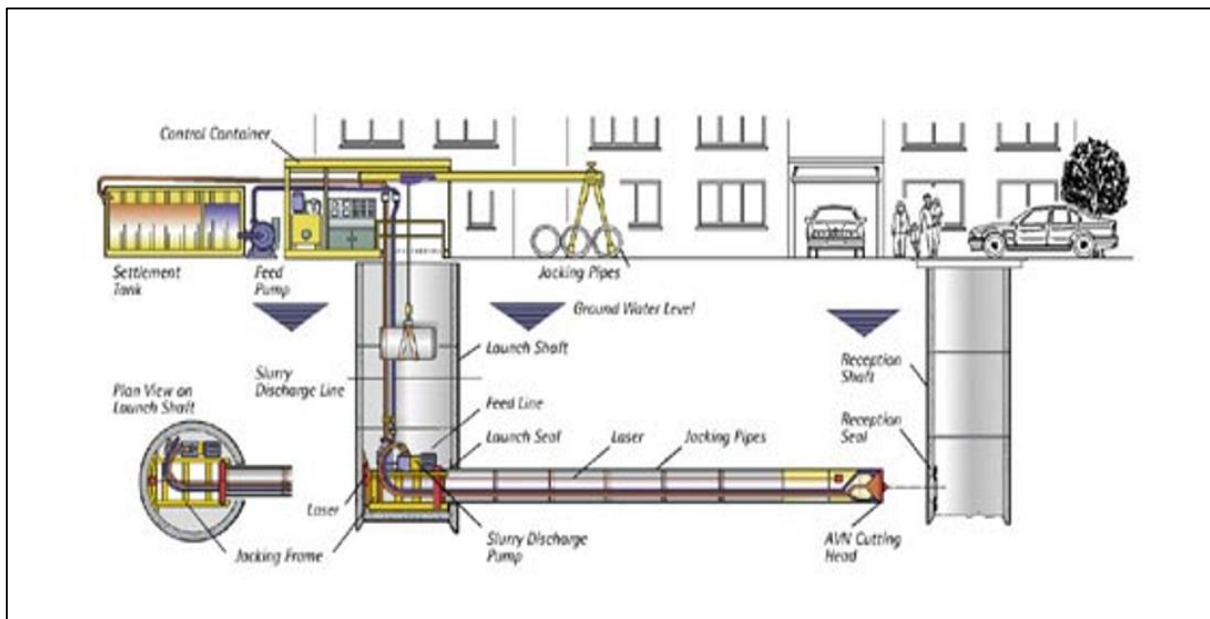 Control Container
Settlement
Tank
Feed
Pump
Jacking Pipes
Ground Water Level
Launch Shaft
Slurry
Discharge Line
Reception
Shaft
Plan View on
Launch Shaft
Feed Line
Launch Seal
Laser
Jacking Pipes
Reception
Seal
Laser
Jacking Frame
Slurry Discharge
Pump
AVN Cutting
Head